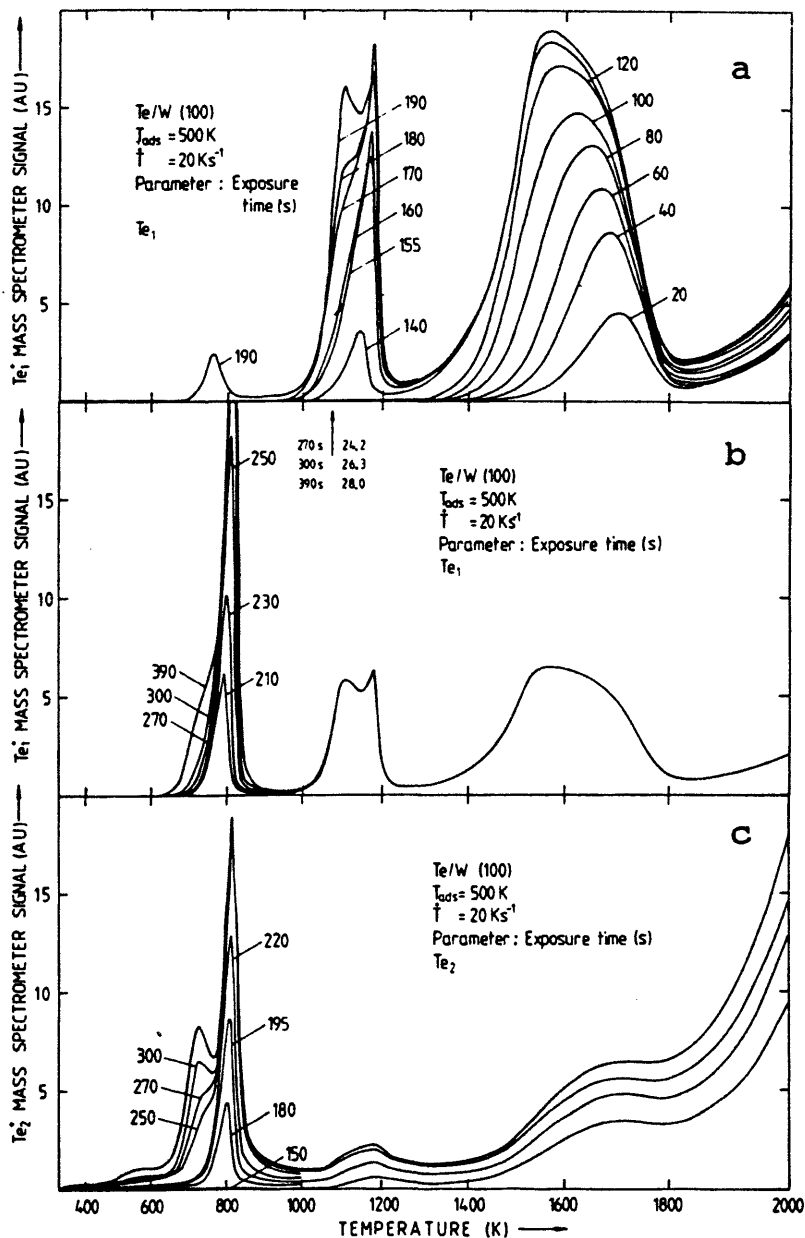 Te₁⁺ MASS SPECTROMETER SIGNAL (AU)
15
10
5
a
Te/W (100)
T_ads = 500 K
Ṫ = 20 Ks⁻¹
Parameter : Exposure
time (s)
Te₁
190
180
170
160
155
140
190
120
100
80
60
40
20
Te₁⁺ MASS SPECTROMETER SIGNAL (AU)
15
10
5
b
250
230
210
390
300
270
270 s 24.2
300 s 26.3
390 s 28.0
Te/W (100)
T_ads = 500 K
Ṫ = 20 Ks⁻¹
Parameter : Exposure time (s)
Te₁
Te₂⁺ MASS SPECTROMETER SIGNAL (AU)
15
10
5
c
220
195
180
150
300
270
250
Te/W (100)
T_ads = 500 K
Ṫ = 20 Ks⁻¹
Parameter : Exposure time (s)
Te₂
400 600 800 1000 1200 1400 1600 1800 2000
TEMPERATURE (K)